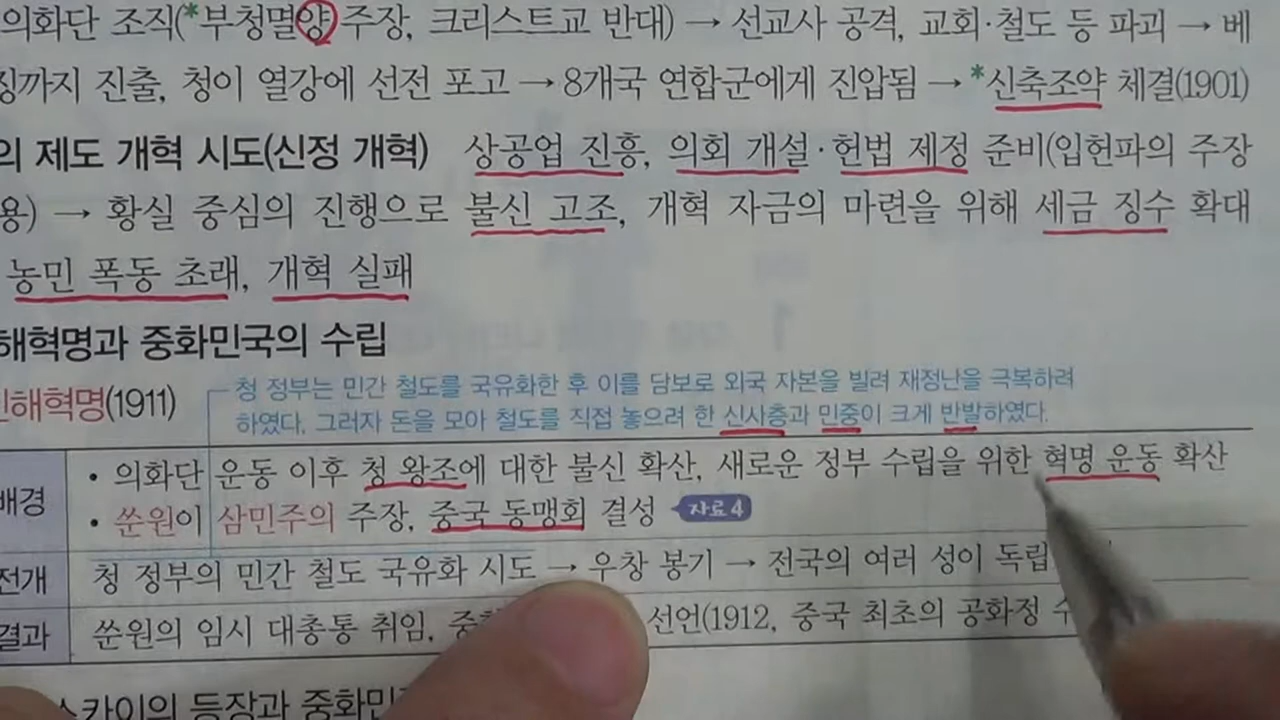 의화단 조직(*부청멸양 주장, 크리스트교 반대) → 선교사 공격, 교회·철도 등 파괴 → 베
징까지 진출, 청이 열강에 선전 포고 → 8개국 연합군에게 진압됨 → *신축조약 체결(1901)
의 제도 개혁 시도(신정 개혁) 상공업 진흥, 의회 개설·헌법 제정 준비(입헌파의 주장
용) → 황실 중심의 진행으로 불신 고조, 개혁 자금의 마련을 위해 세금 징수 확대
농민 폭동 초래, 개혁 실패
해혁명과 중화민국의 수립
청 정부는 민간 철도를 국유화한 후 이를 담보로 외국 자본을 빌려 재정난을 극복하려
신해혁명(1911)
하였다. 그러자 돈을 모아 철도를 직접 놓으려 한 신사층과 민중이 크게 반발하였다.
배경 • 의화단 운동 이후 청 왕조에 대한 불신 확산, 새로운 정부 수립을 위한 혁명 운동 확산
• 쑨원이 삼민주의 주장, 중국 동맹회 결성 자료4
전개 청 정부의 민간 철도 국유화 시도 → 우창 봉기 → 전국의 여러 성이 독립
결과 쑨원의 임시 대총통 취임, 선언(1912, 중국 최초의 공화정
스카이의 등장과 중화민